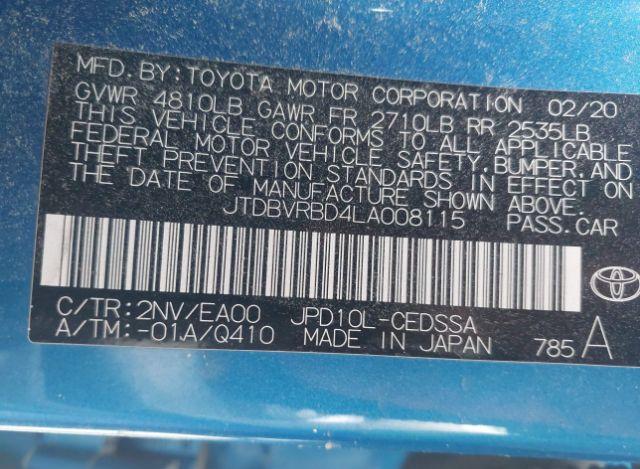 MFD.BY:TOYOTA MOTOR CORPORATION 02/20
GVWR 4810LB GAWR FR 2710LB RR 2535LB
THIS VEHICLE CONFORMS TO ALL APPLICABLE
FEDERAL MOTOR VEHICLE SAFETY,BUMPER,AND
THEFT PREVENTION STANDARDS IN EFFECT ON
THE DATE OF MANUFACTURE SHOWN ABOVE.
JTDBVRBD4LA008115 PASS.CAR
C/TR:2NV/EA00 JPD10L-CEDSSA
A/TM:-01A/Q410 MADE IN JAPAN 785 A